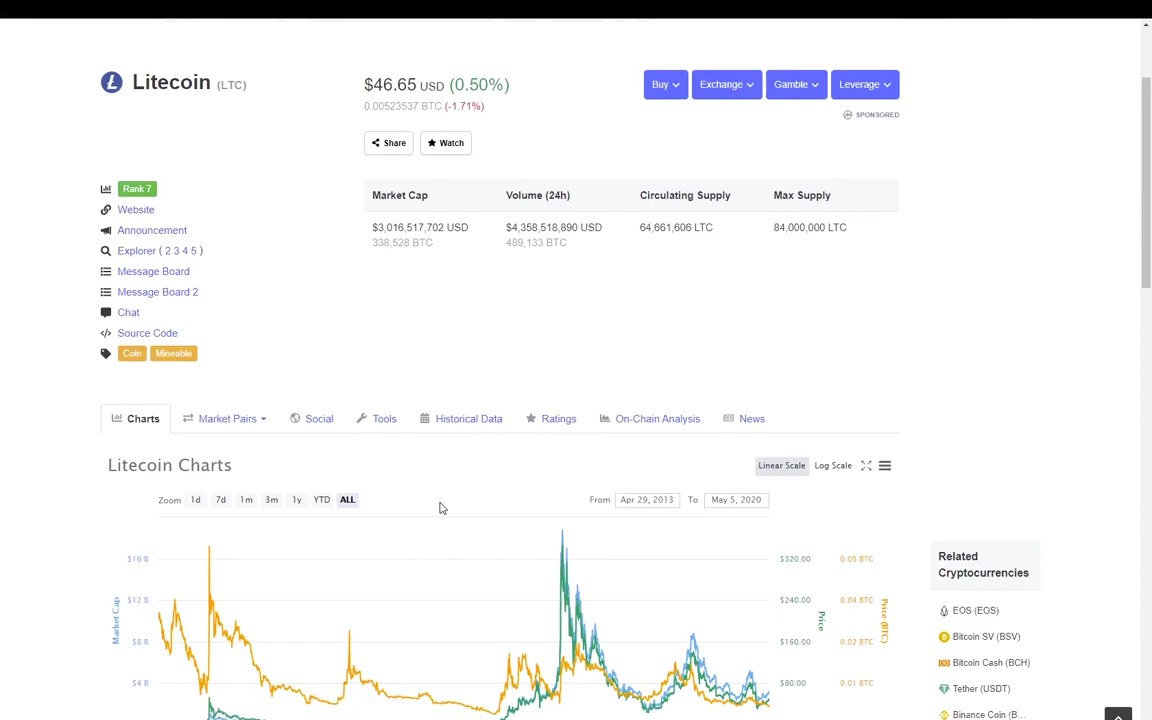 Litecoin (LTC)
$46.65 USD (0.50%)
0.00523537 BTC (-1.71%)
Buy Exchange Gamble Leverage
SPONSORED
Share Watch
Rank 7
Website
Announcement
Explorer ( 2 3 4 5 )
Message Board
Message Board 2
Chat
Source Code
Coin Mineable
Market Cap Volume (24h) Circulating Supply Max Supply
$3,016,517,702 USD $4,358,518,890 USD 64,661,606 LTC 84,000,000 LTC
338,528 BTC 489,133 BTC
Charts Market Pairs Social Tools Historical Data Ratings On-Chain Analysis News
Litecoin Charts
Linear Scale Log Scale
Zoom 1d 7d 1m 3m 1y YTD ALL From Apr 29, 2013 To May 5, 2020
$16 B $320.00 0.05 BTC
$12 B $240.00 0.04 BTC
$8 B $160.00 0.02 BTC
$4 B $80.00 0.01 BTC
Market Cap
Price
Price (BTC)
Related
Cryptocurrencies
EOS (EOS)
Bitcoin SV (BSV)
Bitcoin Cash (BCH)
Tether (USDT)
Binance Coin (B...